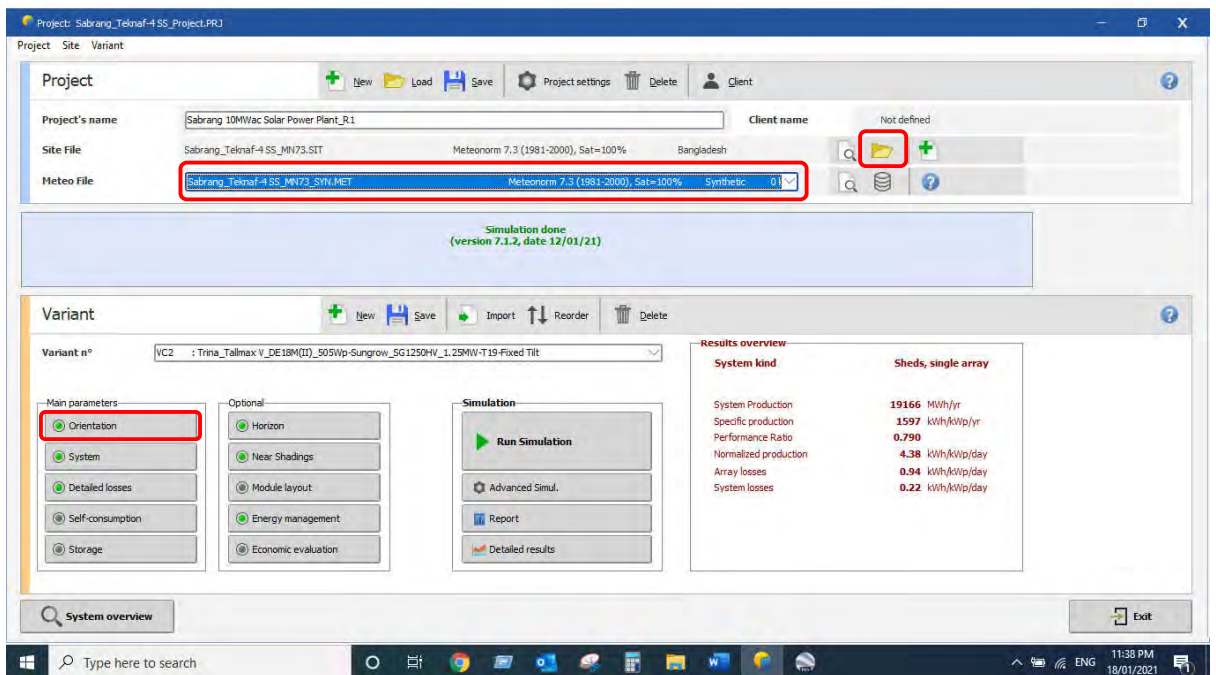 Project: Sabrang_Teknaf-4 SS_Project.PRJ
Project Site Variant
Project New Load Save Project settings Delete Client
Project's name Sabrang 10MWac Solar Power Plant_R1 Client name Not defined
Site File Sabrang_Teknaf-4 SS_MN73.SIT Meteonorm 7.3 (1981-2000), Sat=100% Bangladesh
Meteo File Sabrang_Teknaf-4 SS_MN73_SYN.MET Meteonorm 7.3 (1981-2000), Sat=100% Synthetic 0
Simulation done
(version 7.1.2, date 12/01/21)
Variant New Save Import Reorder Delete
Variant n° VC2 : Trina_Tallmax V_DE18M(II)_505Wp-Sungrow_SG1250HV_1.25MW-T19-Fixed Tilt
Results overview
System kind Sheds, single array
Main parameters Optional Simulation
System Production 19166 MWh/yr
Orientation Horizon Run Simulation
Specific production 1597 kWh/kWp/yr
Performance Ratio 0.790
System Near Shadings
Normalized production 4.38 kWh/kWp/day
Array losses 0.94 kWh/kWp/day
Detailed losses Module layout Advanced Simul.
System losses 0.22 kWh/kWp/day
Self-consumption Energy management Report
Storage Economic evaluation Detailed results
System overview Exit
Type here to search ENG 11:38 PM
18/01/2021